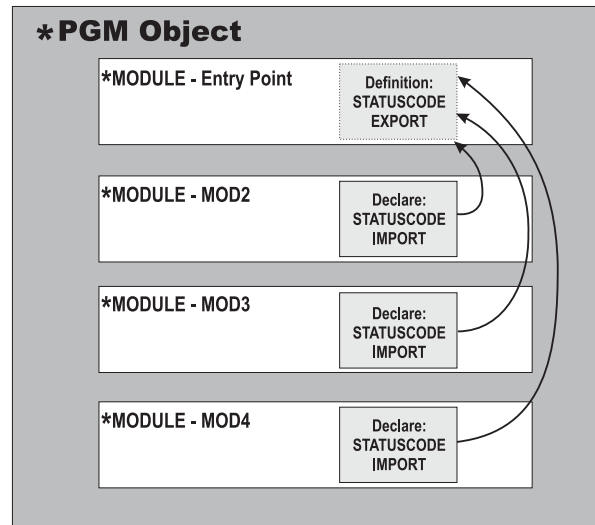 *PGM Object
*MODULE - Entry Point
Definition:
STATUSCODE
EXPORT
*MODULE - MOD2
Declare:
STATUSCODE
IMPORT
*MODULE - MOD3
Declare:
STATUSCODE
IMPORT
*MODULE - MOD4
Declare:
STATUSCODE
IMPORT